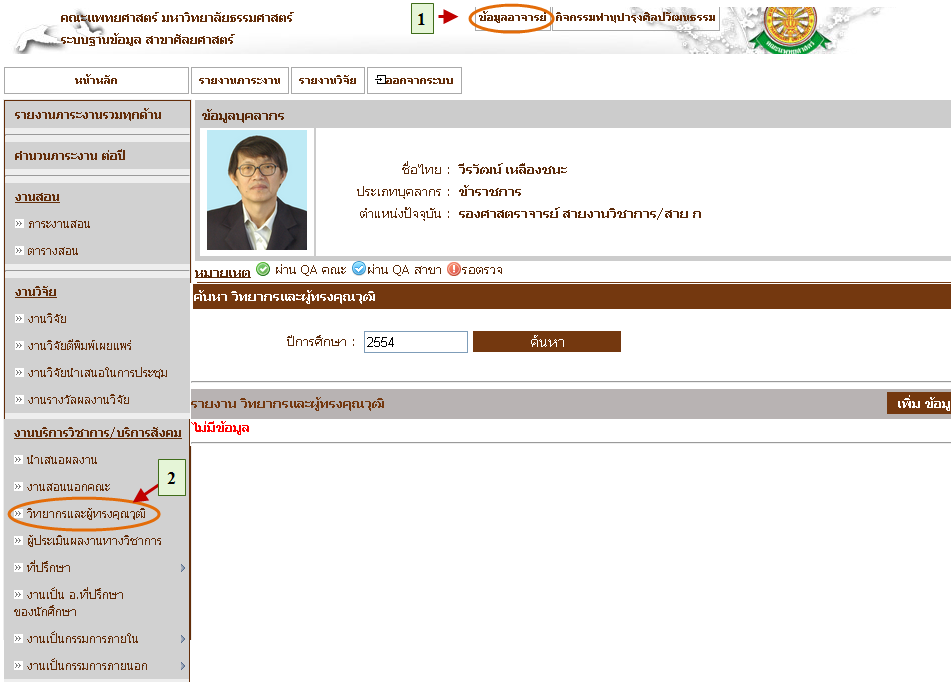 คณะแพทยศาสตร์ มหาวิทยาลัยธรรมศาสตร์
ระบบฐานข้อมูล สาขาศัลยศาสตร์
1
ข้อมูลอาจารย์ กิจกรรมทำนุบำรุงศิลปวัฒนธรรม
หน้าหลัก รายงานภาระงาน รายงานวิจัย ออกจากระบบ
รายงานภาระงานรวมทุกด้าน
คำนวนภาระงาน ต่อปี
งานสอน
» ภาระงานสอน
» ตารางสอน
งานวิจัย
» งานวิจัย
» งานวิจัยตีพิมพ์เผยแพร่
» งานวิจัยนำเสนอในการประชุม
» งานรางวัลผลงานวิจัย
งานบริการวิชาการ/บริการสังคม
» นำเสนอผลงาน
» งานสอนนอกคณะ
2
» วิทยากรและผู้ทรงคุณวุฒิ
» ผู้ประเมินผลงานทางวิชาการ
» ที่ปรึกษา
» งานเป็น อ.ที่ปรึกษา
ของนักศึกษา
» งานเป็นกรรมการภายใน
» งานเป็นกรรมการภายนอก
ข้อมูลบุคลากร
ชื่อไทย : วีรวัฒน์ เหลืองชนะ
ประเภทบุคลากร : ข้าราชการ
ตำแหน่งปัจจุบัน : รองศาสตราจารย์ สายงานวิชาการ/สาย ก
หมายเหตุ ผ่าน QA คณะ ผ่าน QA สาขา รอตรวจ
ค้นหา วิทยากรและผู้ทรงคุณวุฒิ
ปีการศึกษา : 2554 ค้นหา
รายงาน วิทยากรและผู้ทรงคุณวุฒิ เพิ่ม ข้อมู
ไม่มีข้อมูล